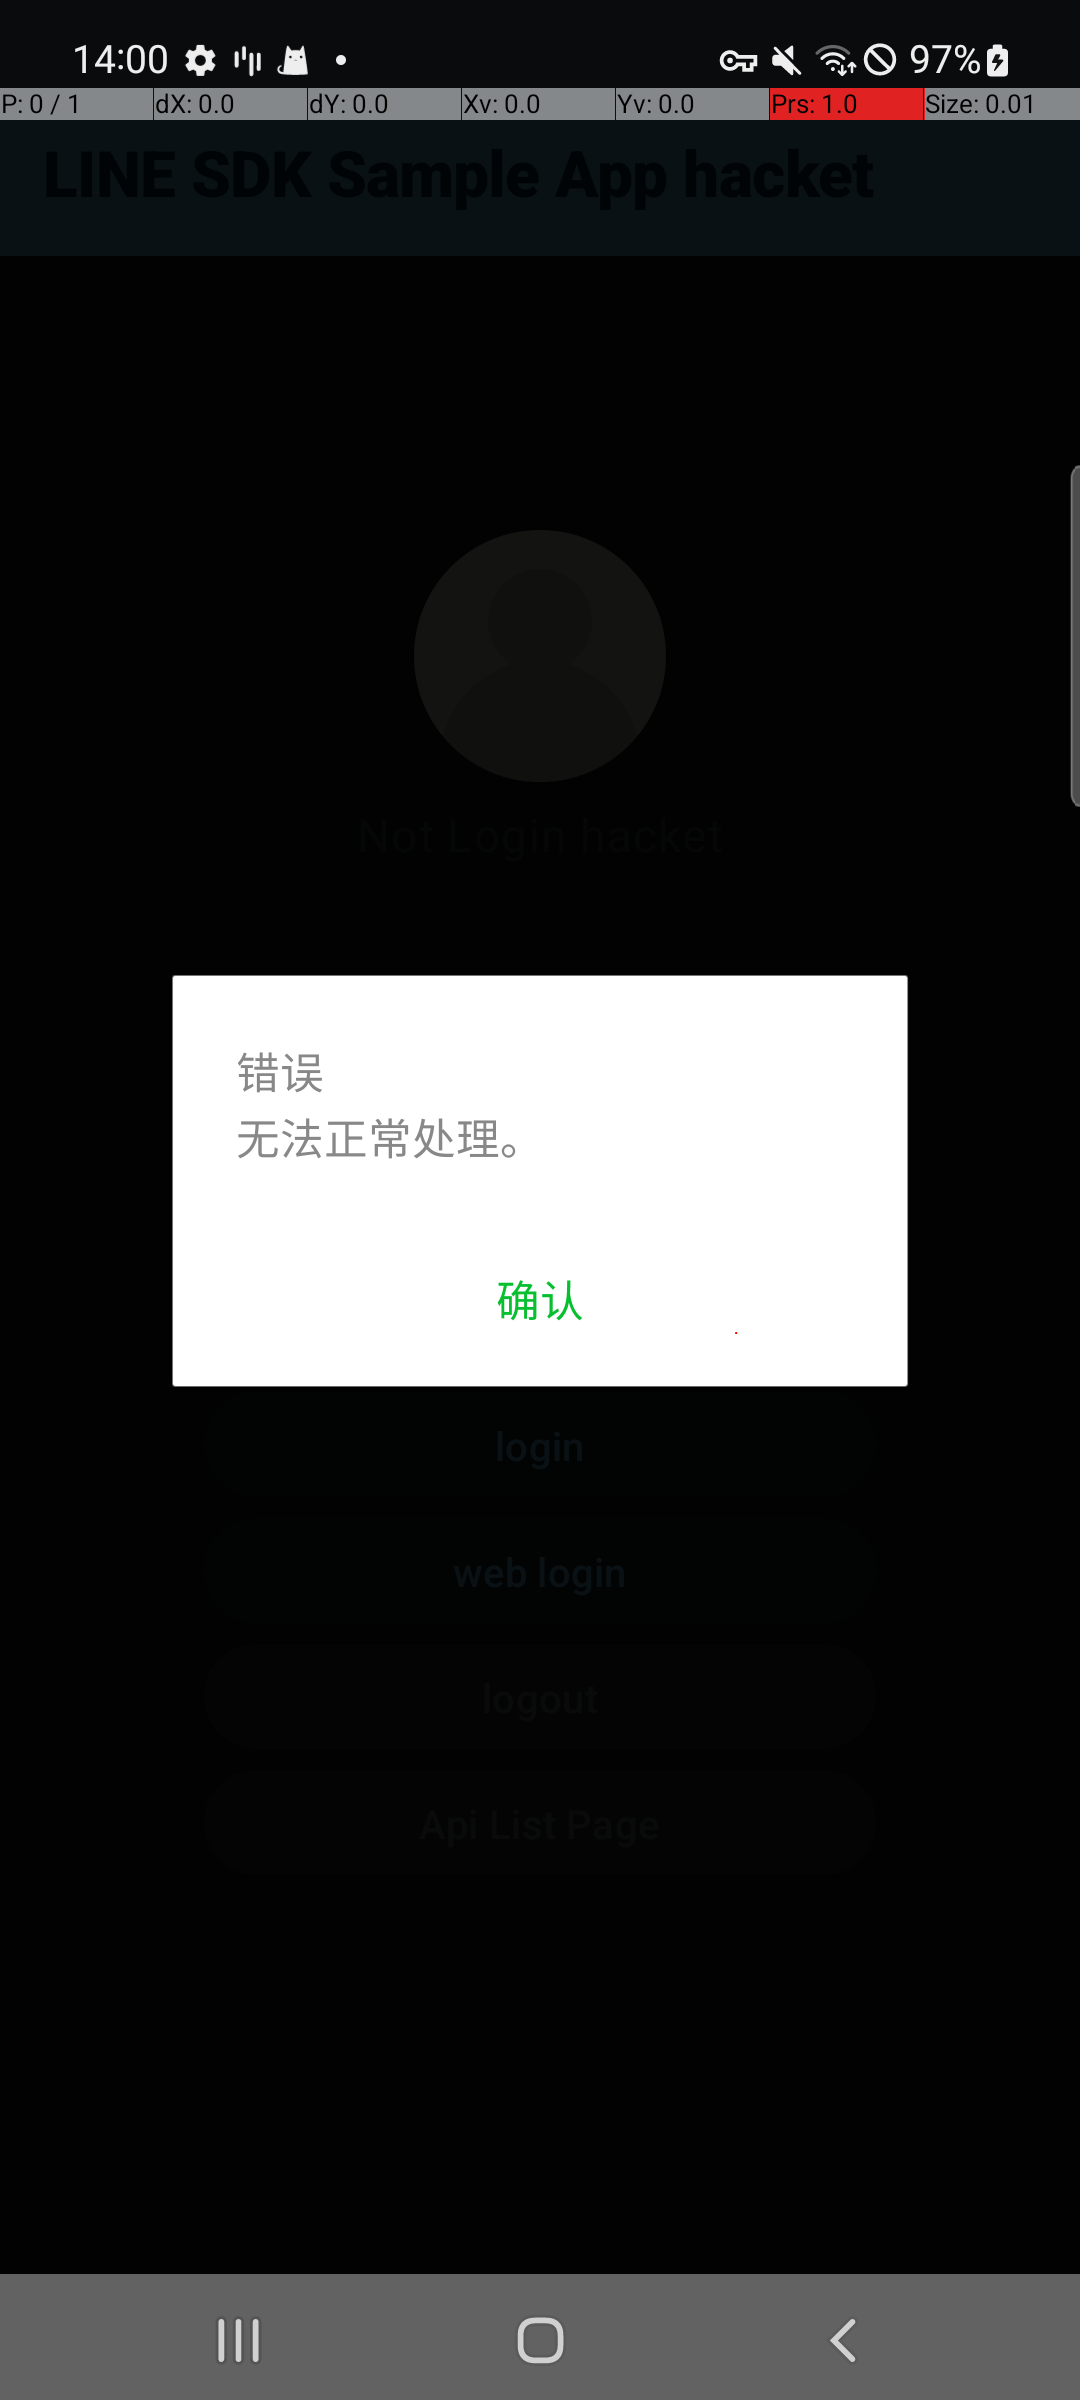 14:00 97%
P: 0 / 1 dX: 0.0 dY: 0.0 Xv: 0.0 Yv: 0.0 Prs: 1.0 Size: 0.01
LINE SDK Sample App hacket
Not Login hacket
错误
无法正常处理。
确认
login
web login
logout
Api List Page